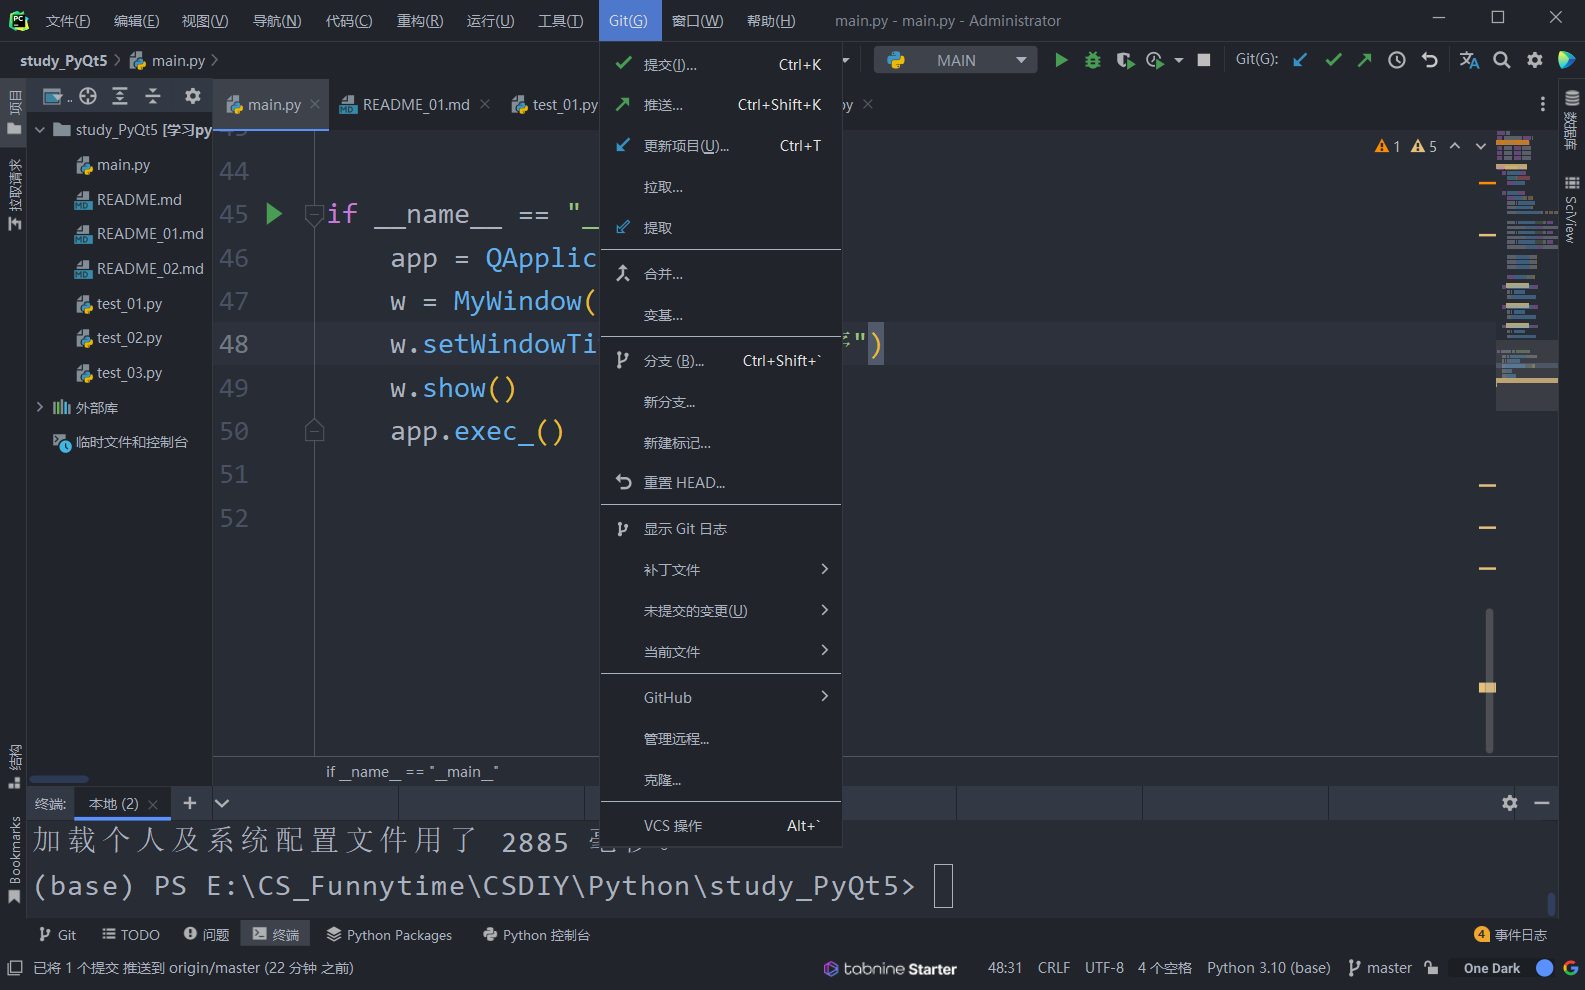 文件(F) 编辑(E) 视图(V) 导航(N) 代码(C) 重构(R) 运行(U) 工具(T) Git(G) 窗口(W) 帮助(H) main.py - main.py - Administrator
study_PyQt5 main.py MAIN Git(G):
项目
拉取请求
结构
Bookmarks
main.py README_01.md test_01.py py
study_PyQt5 [学习py
main.py
README.md
README_01.md
README_02.md
test_01.py
test_02.py
test_03.py
外部库
临时文件和控制台
1 5
44
45 if __name__ == "_
46 app = QApplic
47 w = MyWindow(
48 w.setWindowTi ")
49 w.show()
50 app.exec_()
51
52
if __name__ == "__main__"
提交(I)... Ctrl+K
推送... Ctrl+Shift+K
更新项目(U)... Ctrl+T
拉取...
提取
合并...
变基...
分支 (B)... Ctrl+Shift+`
新分支...
新建标记...
重置 HEAD...
显示 Git 日志
补丁文件
未提交的变更(U)
当前文件
GitHub
管理远程...
克隆...
VCS 操作 Alt+`
数据库
SciView
终端: 本地 (2)
加载个人及系统配置文件用了 2885
(base) PS E:\CS_Funnytime\CSDIY\Python\study_PyQt5>
Git TODO 问题 终端 Python Packages Python 控制台 4 事件日志
已将 1 个提交 推送到 origin/master (22 分钟 之前) tabnine Starter 48:31 CRLF UTF-8 4 个空格 Python 3.10 (base) master One Dark